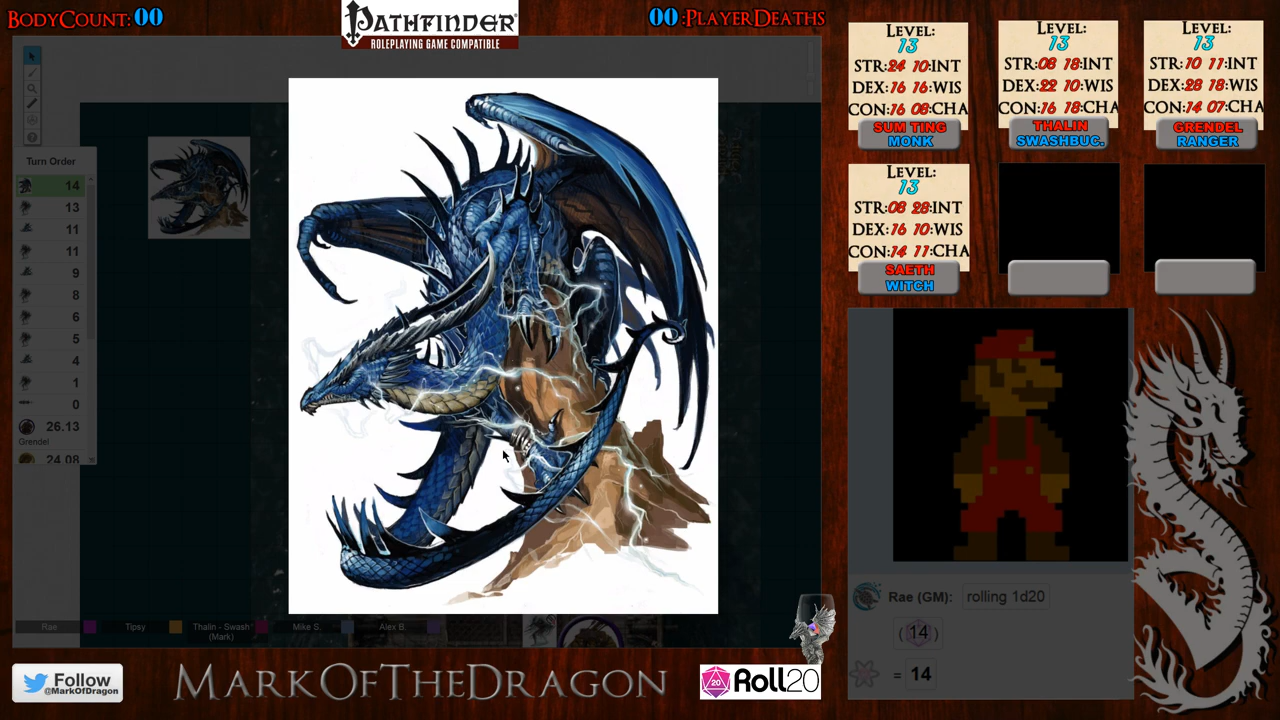 BODYCOUNT: 00
PATHFINDER®
ROLEPLAYING GAME COMPATIBLE
00 :PLAYERDEATHS
LEVEL:
13
STR:24 10:INT
DEX:16 16:WIS
CON:16 08:CHA
SUM TING
MONK
LEVEL:
13
STR:08 18:INT
DEX:22 10:WIS
CON:16 18:CHA
THALIN
SWASHBUC.
LEVEL:
13
STR:10 11:INT
DEX:28 18:WIS
CON:14 07:CHA
GRENDEL
RANGER
LEVEL:
13
STR:08 28:INT
DEX:16 10:WIS
CON:14 11:CHA
SAETH
WITCH
Turn Order
14
13
11
11
9
8
6
5
4
1
0
26.13
Grendel
24.08
Rae (GM): rolling 1d20
(14)
= 14
Rae
Tipsy
Thalin - Swash
(Mark)
Mike S.
Alex B.
Follow
@MarkOfDragon
MARKOFTHEDRAGON
20
Roll20